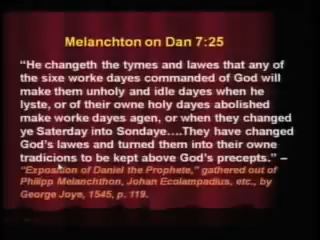 Melanchton on Dan 7:25
“He changeth the tymes and lawes that any of
the sixe worke dayes commanded of God will
make them unholy and idle dayes when he
lyste, or of their owne holy dayes abolished
make worke dayes agen, or when they changed
ye Saterday into Sondaye....They have changed
God's lawes and turned them into their owne
tradicions to be kept above God's precepts.” –
“Exposition of Daniel the Prophete,” gathered out of
Philipp Melanchthon, Johan Ecolampadius, etc., by
George Joye, 1545, p. 119.